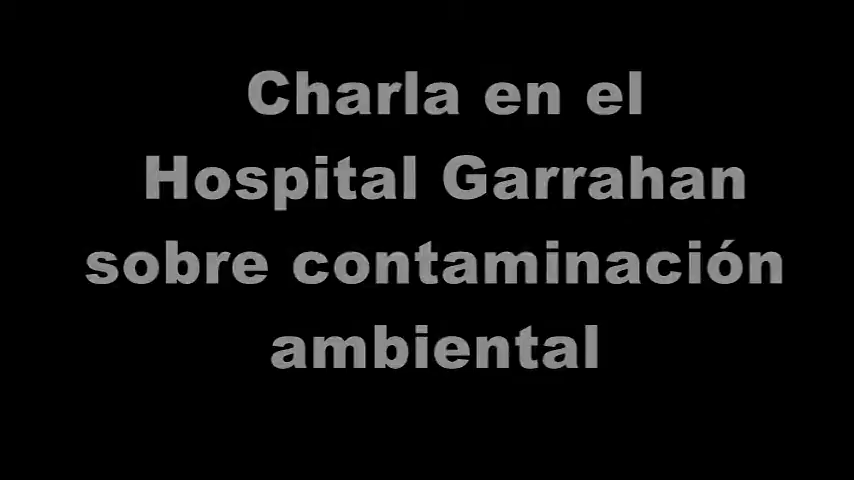 Charla en el
Hospital Garrahan
sobre contaminación
ambiental